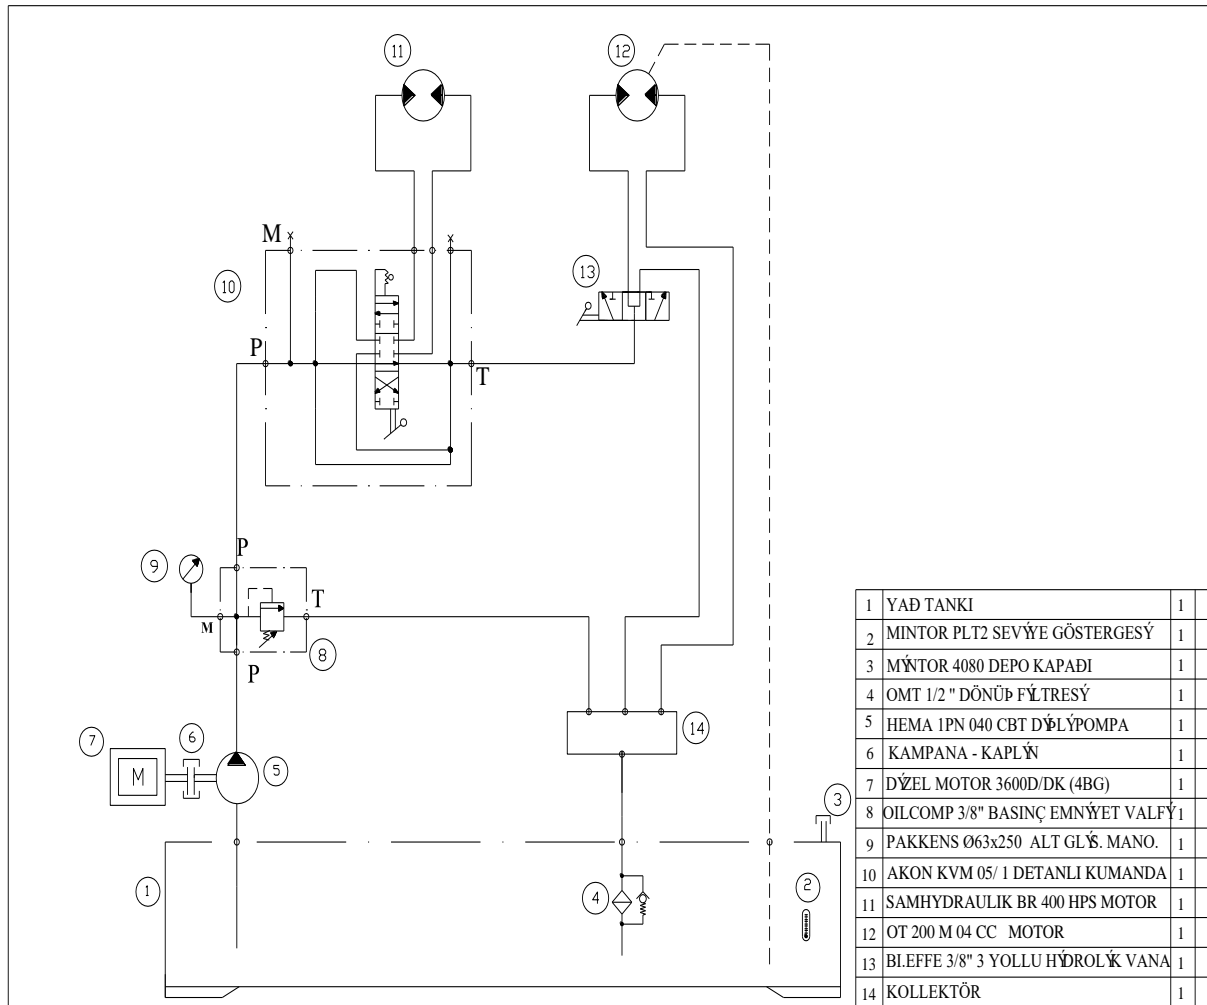 11
12
M
10
13
P
T
9
P
T
M
8
P
7
6
M
5
14
3
1
4
2
1 YAĐ TANKI 1
2 MINTOR PLT2 SEVÝYE GÖSTERGESÝ 1
3 MÝNTOR 4080 DEPO KAPAĐI 1
4 OMT 1/2 " DÖNÜÞ FÝLTRESÝ 1
5 HEMA 1PN 040 CBT DÝÞLÝPOMPA 1
6 KAMPANA - KAPLÝN 1
7 DÝZEL MOTOR 3600D/DK (4BG) 1
8 OILCOMP 3/8" BASINÇ EMNÝYET VALFÝ 1
9 PAKKENS Ø63x250 ALT GLÝS. MANO. 1
10 AKON KVM 05/ 1 DETANLI KUMANDA 1
11 SAMHYDRAULIK BR 400 HPS MOTOR 1
12 OT 200 M 04 CC MOTOR 1
13 BI.EFFE 3/8" 3 YOLLU HÝDROLÝK VANA 1
14 KOLLEKTÖR 1